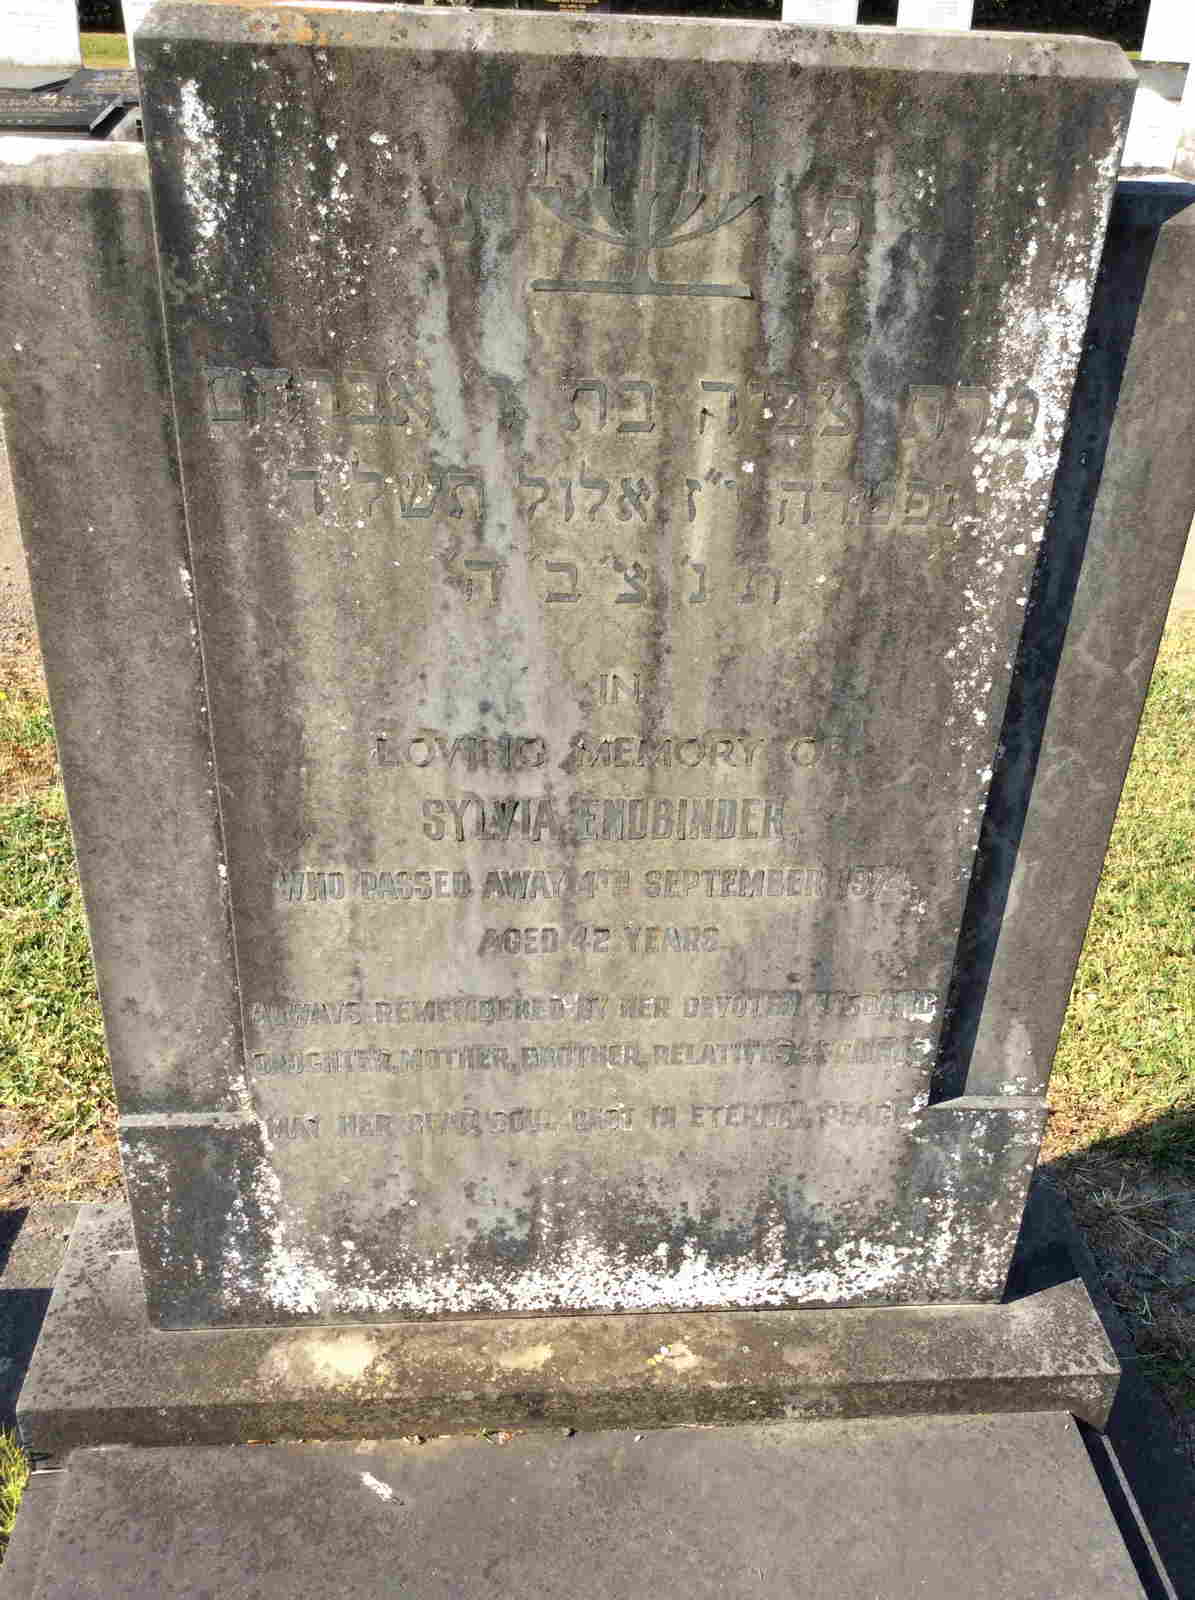 פ נ
מרת צביה בת ר' אברהם
נפטרה י"ז אלול תשל"ד
ת' נ' צ' ב' ה'
IN
LOVING MEMORY OF
SYLVIA ENDBINDER,
WHO PASSED AWAY 4TH SEPTEMBER 1974
AGED 42 YEARS
ALWAYS REMEMBERED BY HER DEVOTED HUSBAND,
DAUGHTER, MOTHER, BROTHER, RELATIVES & FRIENDS
MAY HER DEAR SOUL REST IN ETERNAL PEACE